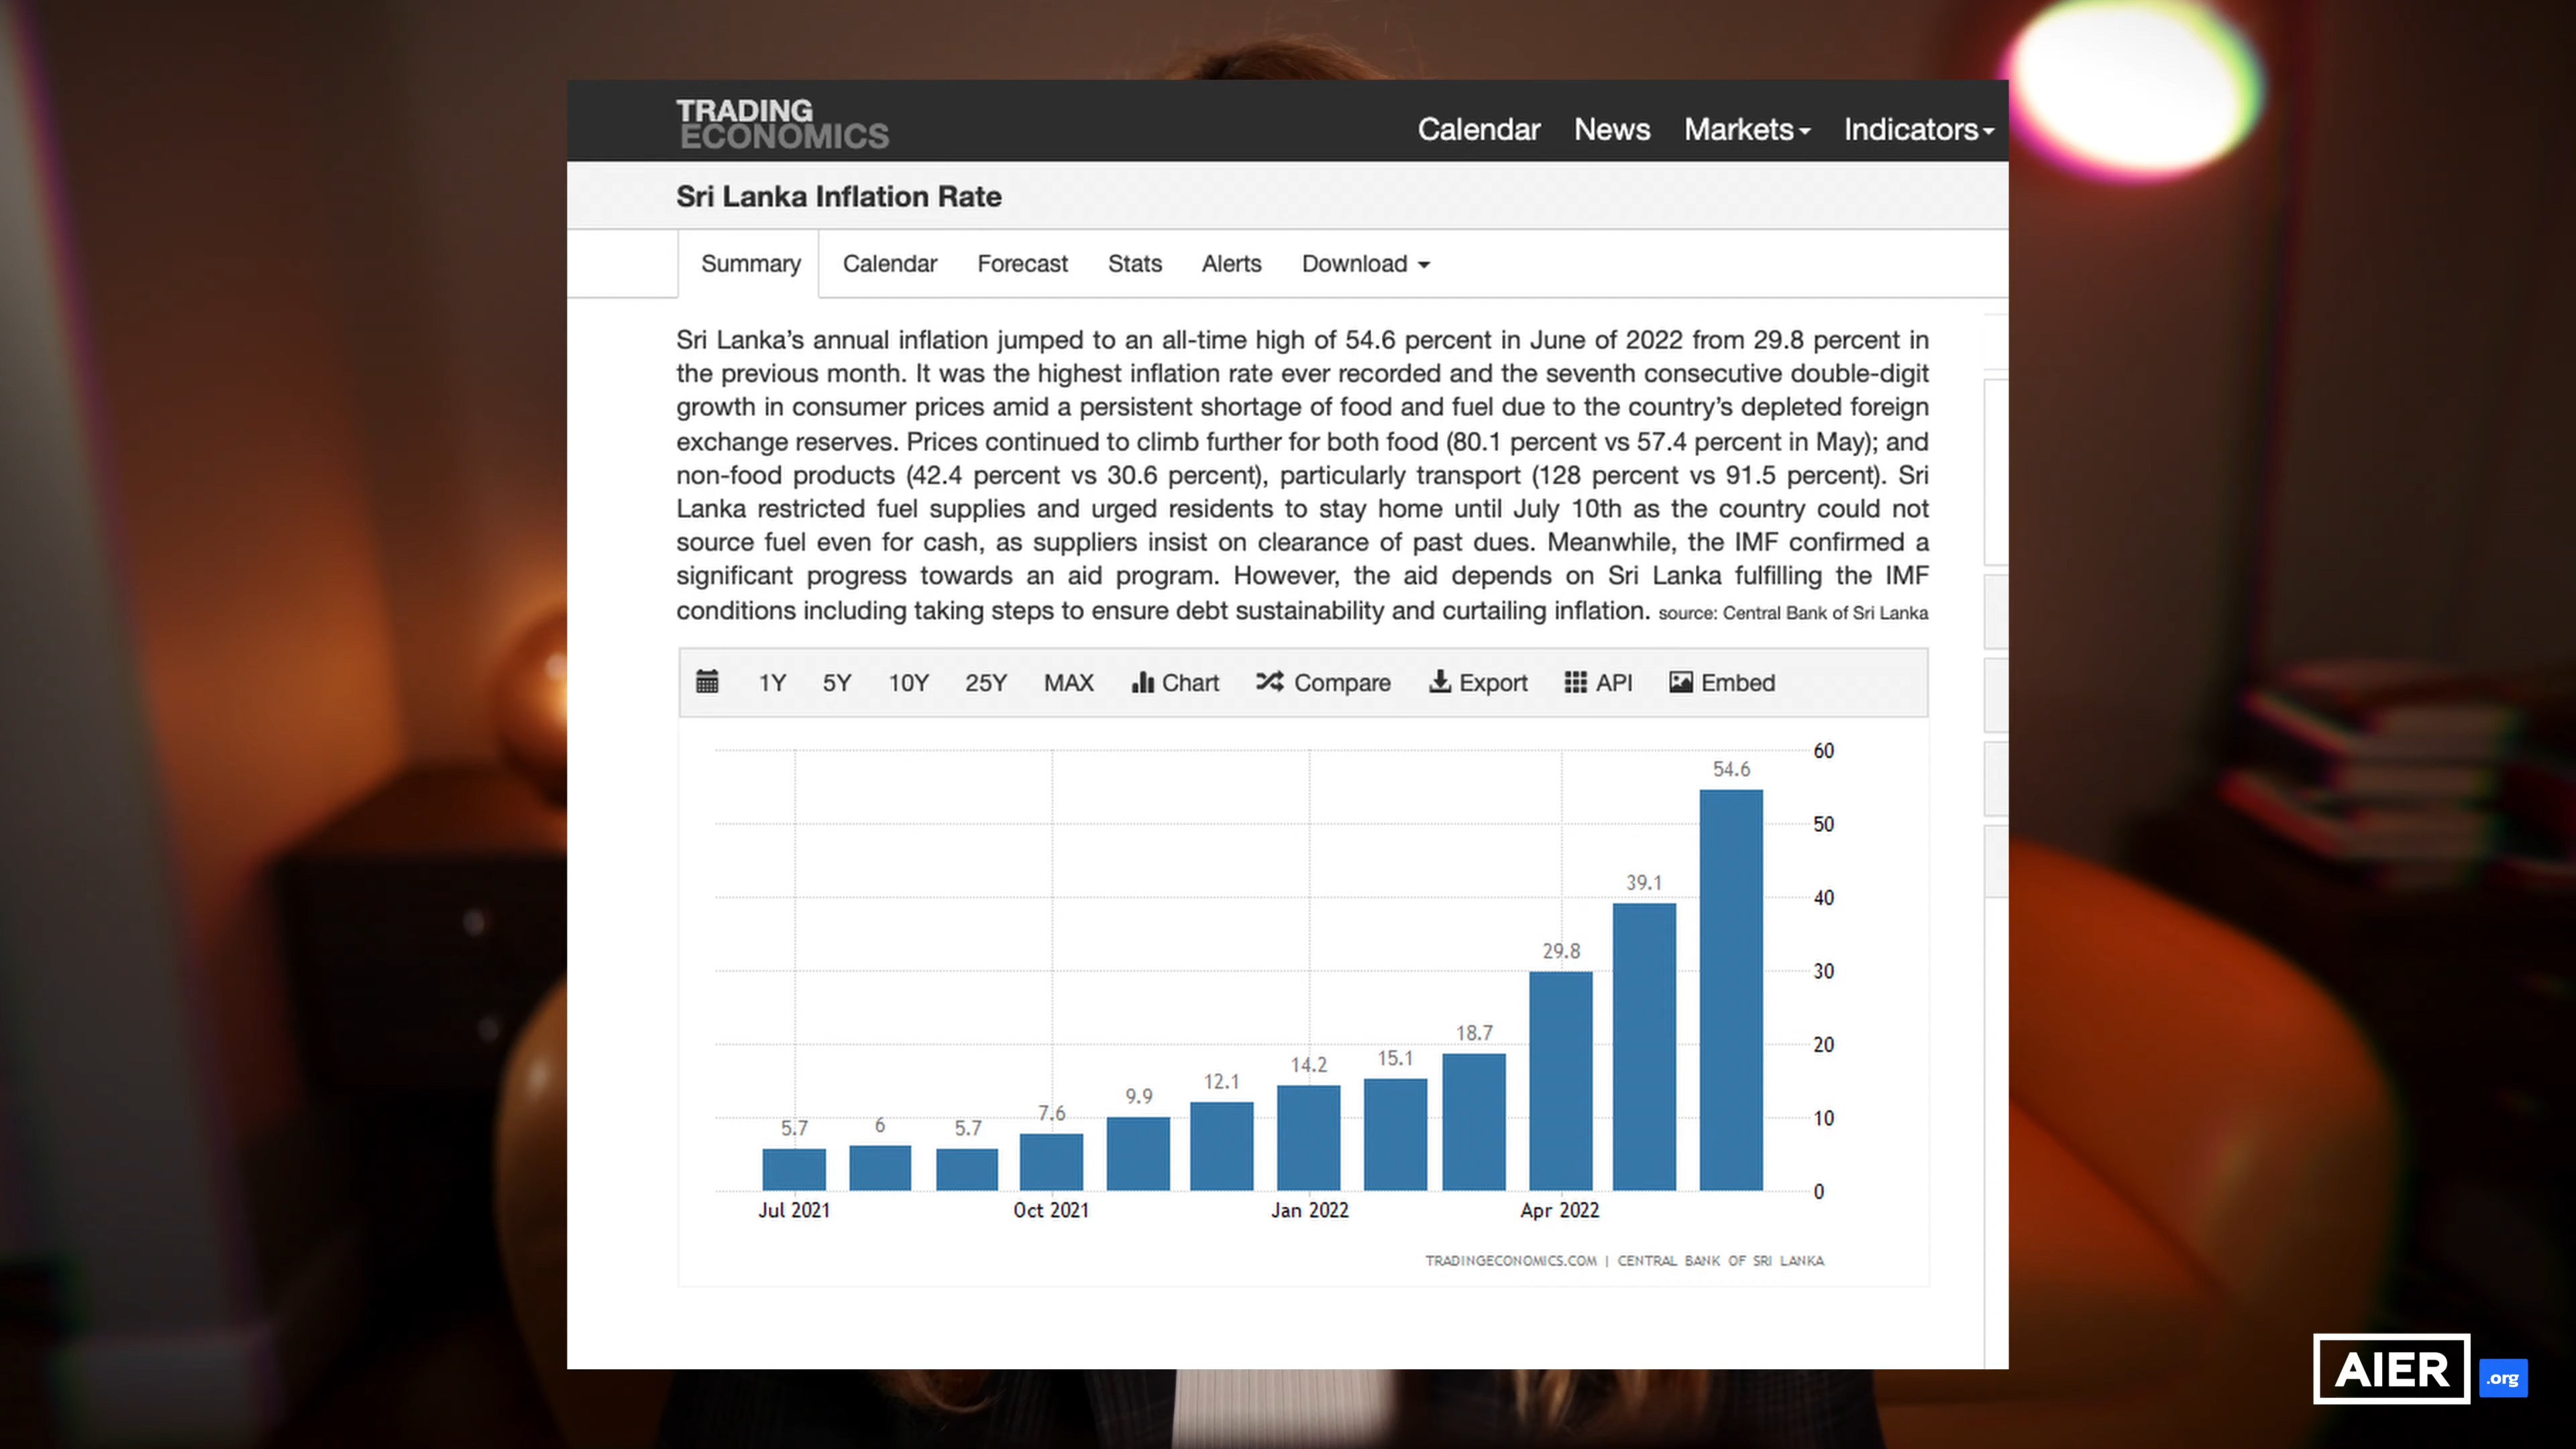 TRADING
ECONOMICS
Calendar News Markets Indicators
Sri Lanka Inflation Rate
Summary Calendar Forecast Stats Alerts Download
Sri Lanka’s annual inflation jumped to an all-time high of 54.6 percent in June of 2022 from 29.8 percent in
the previous month. It was the highest inflation rate ever recorded and the seventh consecutive double-digit
growth in consumer prices amid a persistent shortage of food and fuel due to the country’s depleted foreign
exchange reserves. Prices continued to climb further for both food (80.1 percent vs 57.4 percent in May); and
non-food products (42.4 percent vs 30.6 percent), particularly transport (128 percent vs 91.5 percent). Sri
Lanka restricted fuel supplies and urged residents to stay home until July 10th as the country could not
source fuel even for cash, as suppliers insist on clearance of past dues. Meanwhile, the IMF confirmed a
significant progress towards an aid program. However, the aid depends on Sri Lanka fulfilling the IMF
conditions including taking steps to ensure debt sustainability and curtailing inflation. source: Central Bank of Sri Lanka
1Y 5Y 10Y 25Y MAX Chart Compare Export API Embed
60
54.6
50
39.1
40
29.8
30
18.7
20
15.1
14.2
12.1
9.9
7.6
10
5.7 6 5.7
0
Jul 2021 Oct 2021 Jan 2022 Apr 2022
TRADINGECONOMICS.COM | CENTRAL BANK OF SRI LANKA
AIER .org